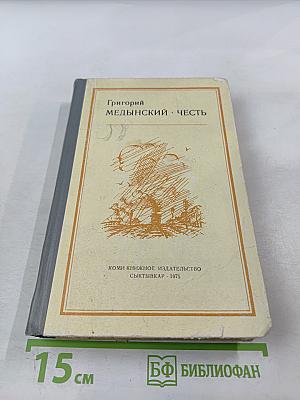 Григорий
МЕДЫНСКИЙ · ЧЕСТЬ
КОМИ КНИЖНОЕ ИЗДАТЕЛЬСТВО
СЫКТЫВКАР · 1975
15 см
БФ БИБЛИОФАН